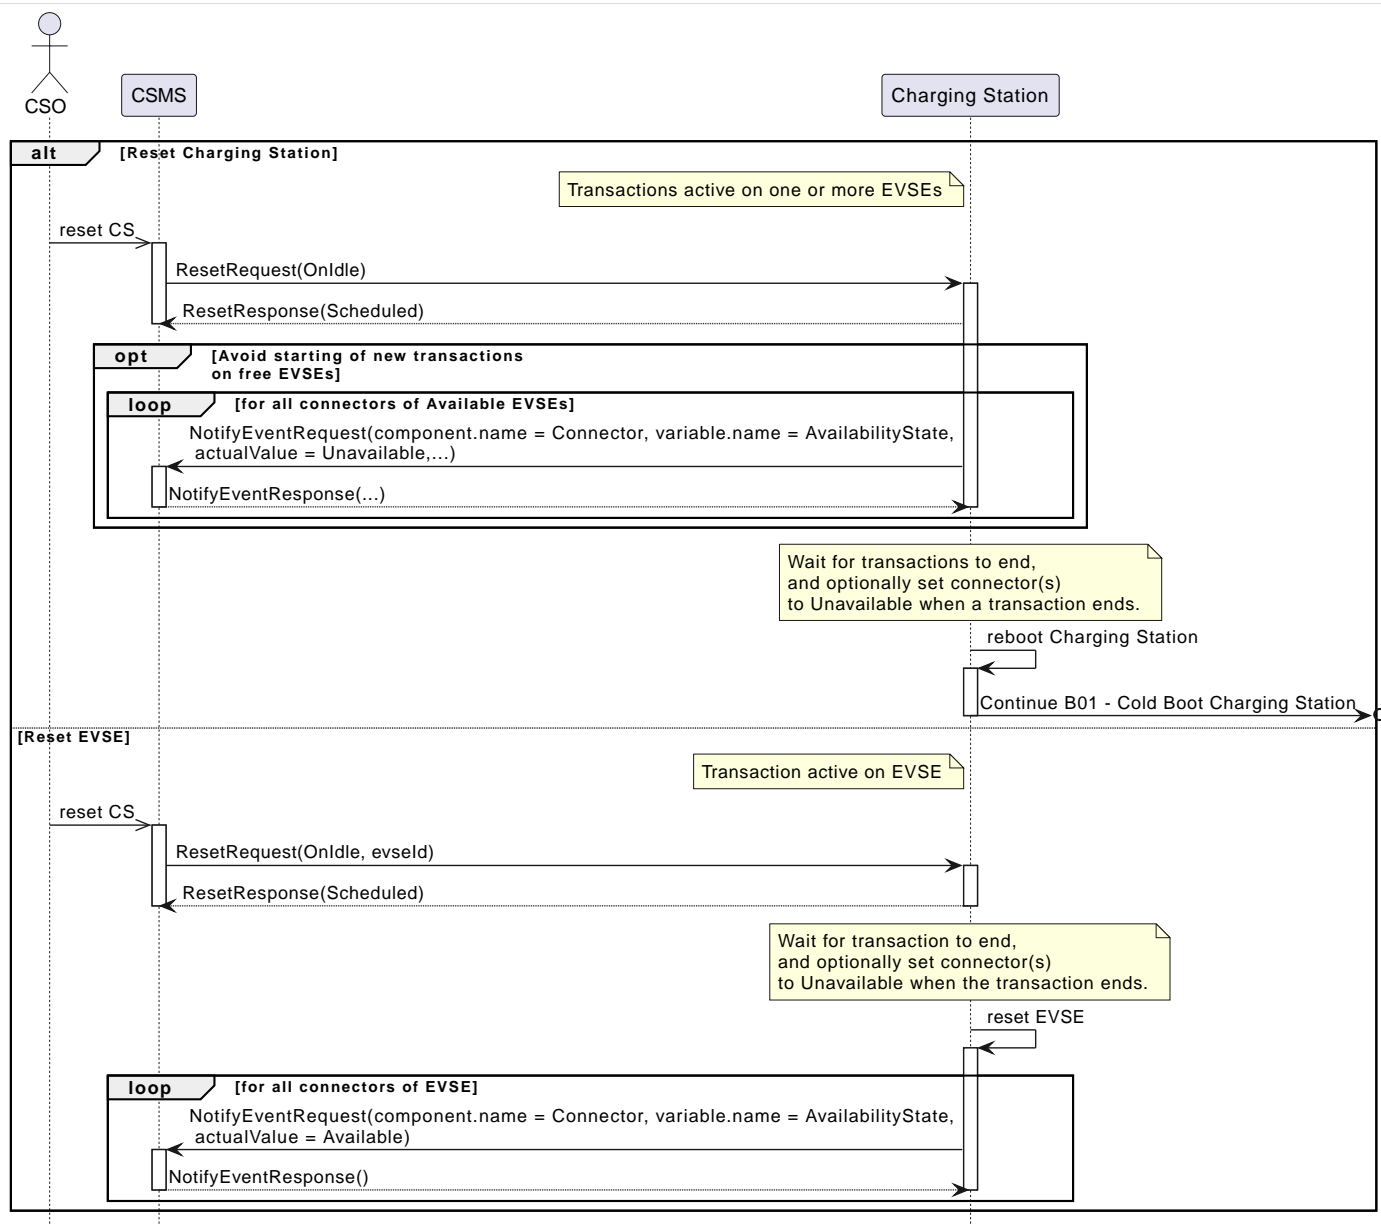 CSO
CSMS
Charging Station
alt
[Reset Charging Station]
Transactions active on one or more EVSEs
reset CS
ResetRequest(OnIdle)
ResetResponse(Scheduled)
opt
[Avoid starting of new transactions
on free EVSEs]
loop
[for all connectors of Available EVSEs]
NotifyEventRequest(component.name = Connector, variable.name = AvailabilityState,
actualValue = Unavailable,...)
NotifyEventResponse(...)
Wait for transactions to end,
and optionally set connector(s)
to Unavailable when a transaction ends.
reboot Charging Station
Continue B01 - Cold Boot Charging Station
[Reset EVSE]
Transaction active on EVSE
reset CS
ResetRequest(OnIdle, evseId)
ResetResponse(Scheduled)
Wait for transaction to end,
and optionally set connector(s)
to Unavailable when the transaction ends.
reset EVSE
loop
[for all connectors of EVSE]
NotifyEventRequest(component.name = Connector, variable.name = AvailabilityState,
actualValue = Available)
NotifyEventResponse()